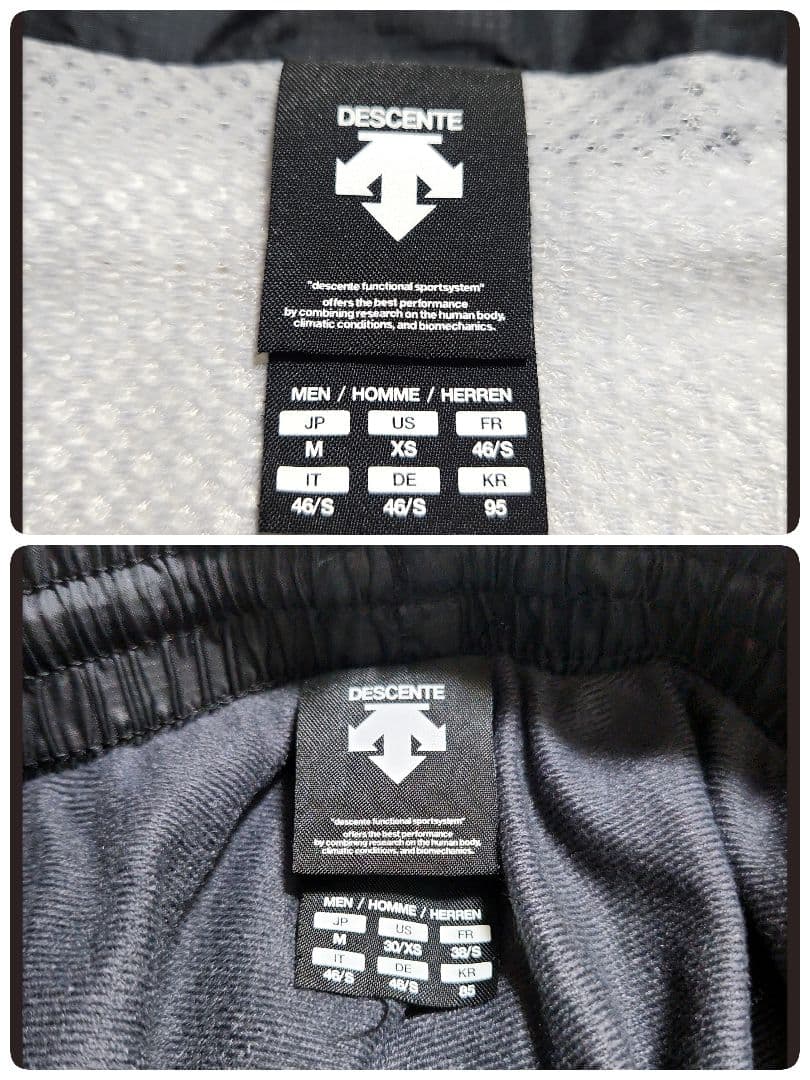 DESCENTE
"descente functional sportsystem"
offers the best performance
by combining research on the human body,
climatic conditions, and biomechanics.
MEN / HOMME / HERREN
JP US FR
M XS 46/S
IT DE KR
46/S 46/S 95
DESCENTE
"descente functional sportsystem"
offers the best performance
by combining research on the human body,
climatic conditions, and biomechanics.
MEN / HOMME / HERREN
JP US FR
M 30/XS 38/S
IT DE KR
46/S 46/S 85